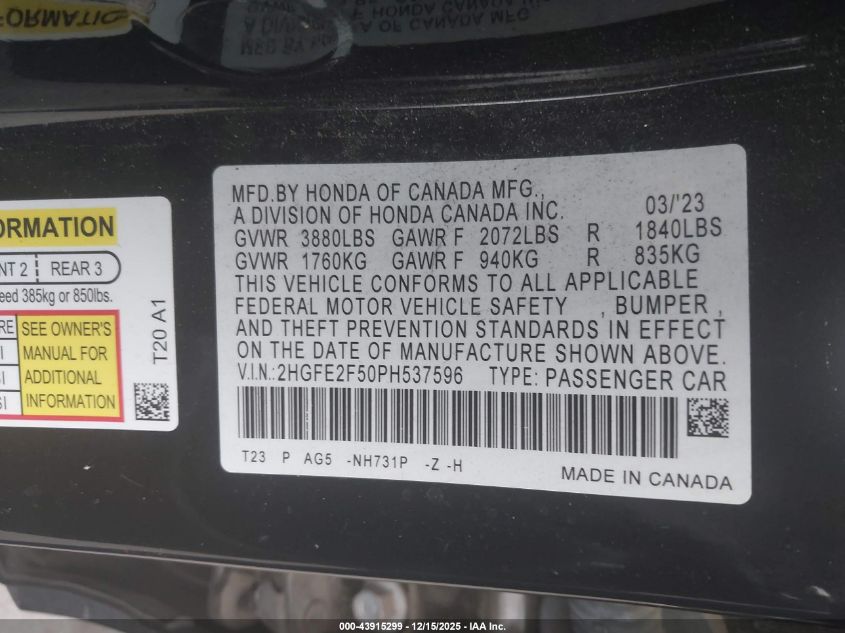 ORMATION
NT 2 REAR 3
eed 385kg or 850lbs.
SEE OWNER'S
MANUAL FOR
ADDITIONAL
INFORMATION
T20 A1
MFD.BY HONDA OF CANADA MFG.,
A DIVISION OF HONDA CANADA INC. 03/'23
GVWR 3880LBS GAWR F 2072LBS R 1840LBS
GVWR 1760KG GAWR F 940KG R 835KG
THIS VEHICLE CONFORMS TO ALL APPLICABLE
FEDERAL MOTOR VEHICLE SAFETY , BUMPER ,
AND THEFT PREVENTION STANDARDS IN EFFECT
ON THE DATE OF MANUFACTURE SHOWN ABOVE.
V.I.N.:2HGFE2F50PH537596 TYPE: PASSENGER CAR
T23 P AG5 -NH731P -Z -H
MADE IN CANADA
000-43915299 - 12/15/2025 - IAA Inc.